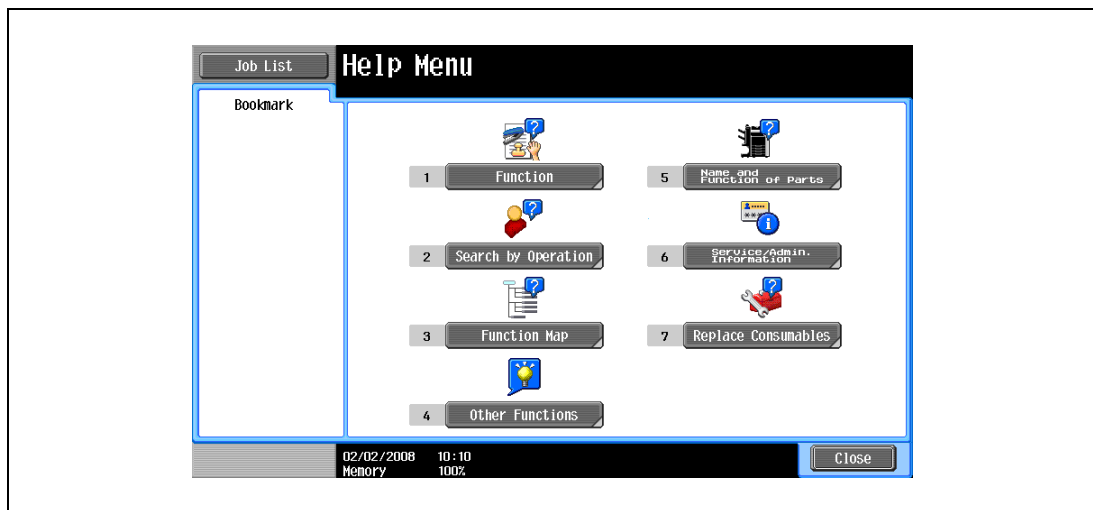 Job List
Help Menu
Bookmark
1 Function
2 Search by Operation
3 Function Map
4 Other Functions
5 Name and
Function of Parts
6 Service/Admin.
Information
7 Replace Consumables
02/02/2008 10:10
Memory 100%
Close